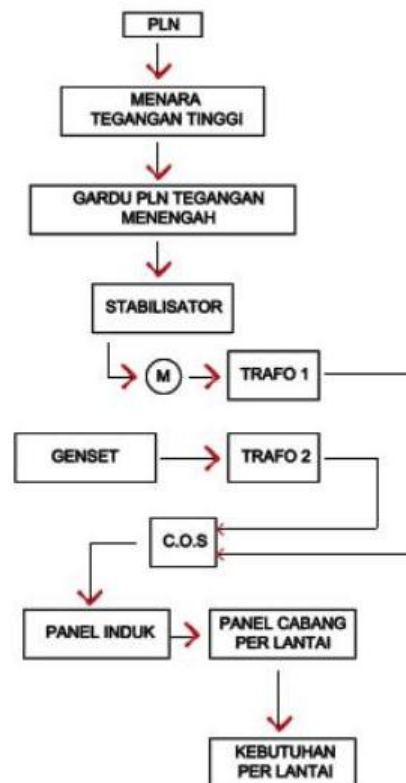 PLN
MENARA
TEGANGAN TINGGI
GARDU PLN TEGANGAN
MENENGAH
STABILISATOR
M
TRAFO 1
GENSET
TRAFO 2
C.O.S
PANEL INDUK
PANEL CABANG
PER LANTAI
KEBUTUHAN
PER LANTAI